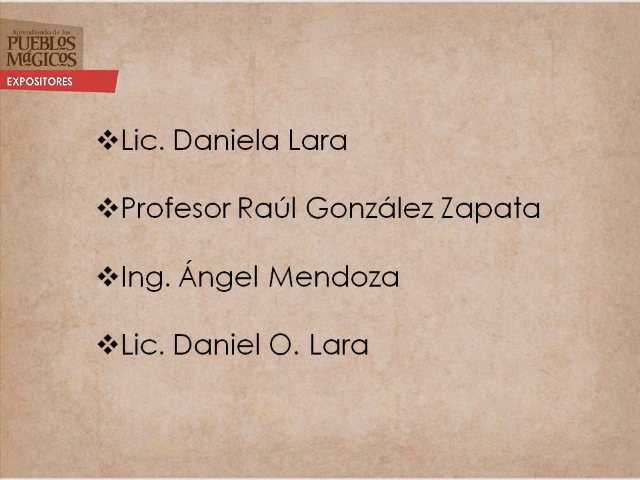 Aprendiendo de los
PUEBLOS
MáGICOS
EXPOSITORES
❖Lic. Daniela Lara
❖Profesor Raúl González Zapata
❖Ing. Ángel Mendoza
❖Lic. Daniel O. Lara